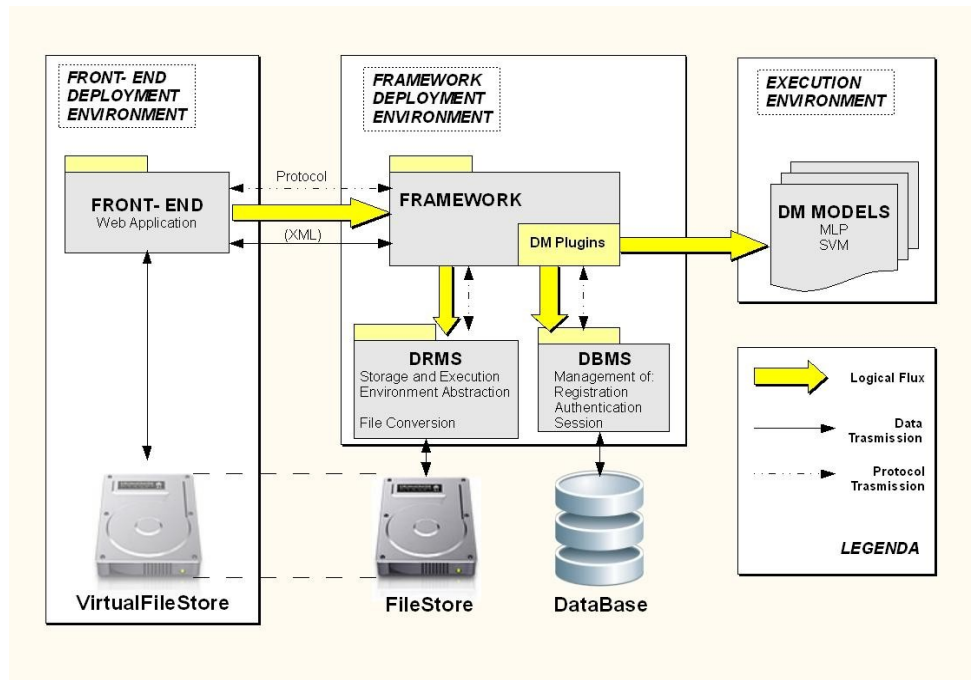 FRONT- END
DEPLOYMENT
ENVIRONMENT
FRAMEWORK
DEPLOYMENT
ENVIRONMENT
EXECUTION
ENVIRONMENT
FRONT- END
Web Application
Protocol
(XML)
FRAMEWORK
DM Plugins
DM MODELS
MLP
SVM
DRMS
Storage and Execution
Environment Abstraction
File Conversion
DBMS
Management of:
Registration
Authentication
Session
Logical Flux
Data
Trasmission
Protocol
Trasmission
LEGENDA
VirtualFileStore
FileStore
DataBase